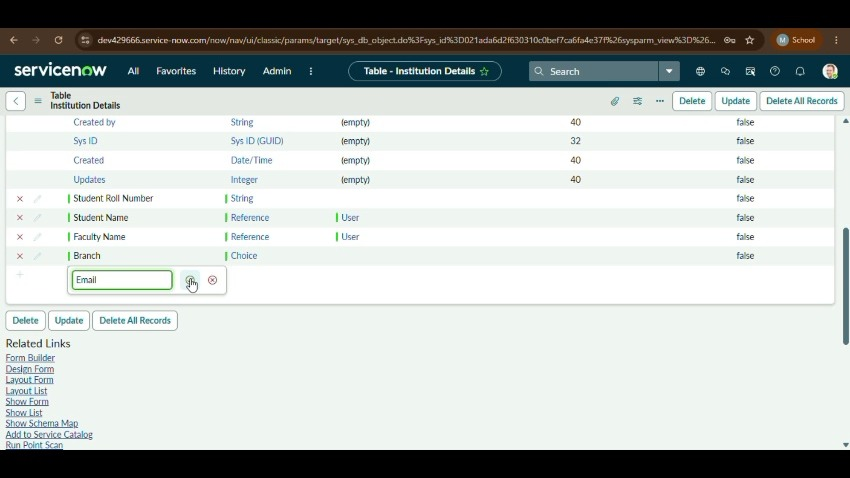 dev429666.service-now.com/now/nav/ui/classic/params/target/sys_db_object.do%3Fsys_id%3D021ada6d2f630310c0bef7ca6fa4e37f%26sysparm_view%3D%26...
M School
servicenow All Favorites History Admin Table - Institution Details Search
Table
Institution Details
Delete Update Delete All Records
Created by String (empty) 40 false
Sys ID Sys ID (GUID) (empty) 32 false
Created Date/Time (empty) 40 false
Updates Integer (empty) 40 false
Student Roll Number String false
Student Name Reference User false
Faculty Name Reference User false
Branch Choice false
Email
Delete Update Delete All Records
Related Links
Form Builder
Design Form
Layout Form
Layout List
Show Form
Show List
Show Schema Map
Add to Service Catalog
Run Point Scan